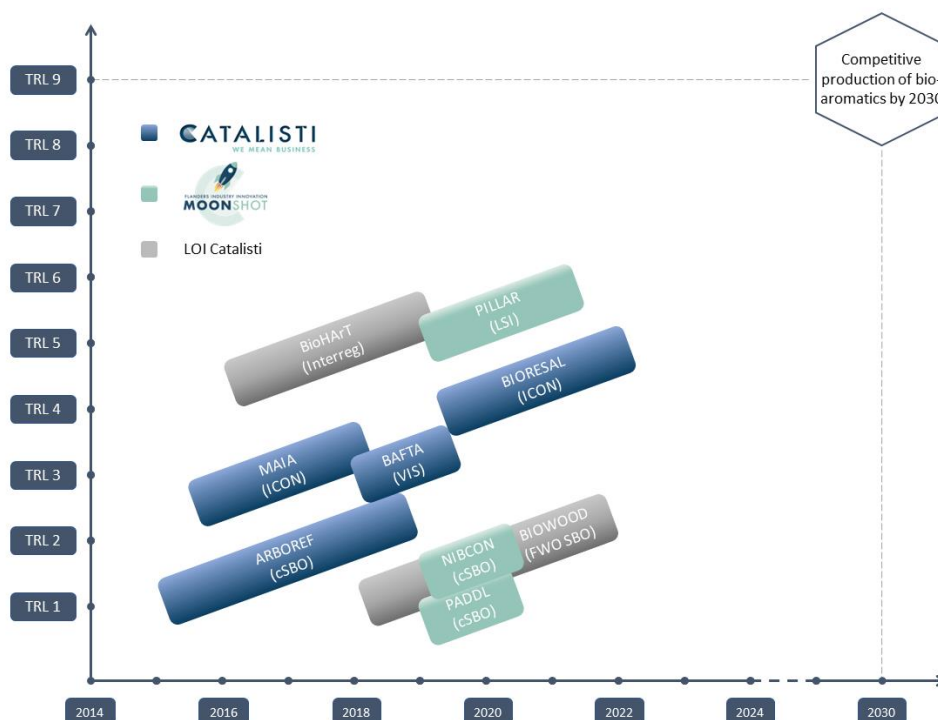 Competitive
production of bio-
aromatics by 2030
TRL 9
TRL 8
TRL 7
TRL 6
TRL 5
TRL 4
TRL 3
TRL 2
TRL 1
CATALISTI
WE MEAN BUSINESS
FLANDERS INDUSTRY INNOVATION
MOONSHOT
LOI Catalisti
PILLAR
(LSI)
BioHArT
(Interreg)
BIORESAL
(ICON)
MAIA
(ICON)
BAFTA
(VIS)
ARBOREF
(cSBO)
NIBCON
(cSBO)
BIOWOOD
(FWO SBO)
PADDL
(cSBO)
2014
2016
2018
2020
2022
2024
2030